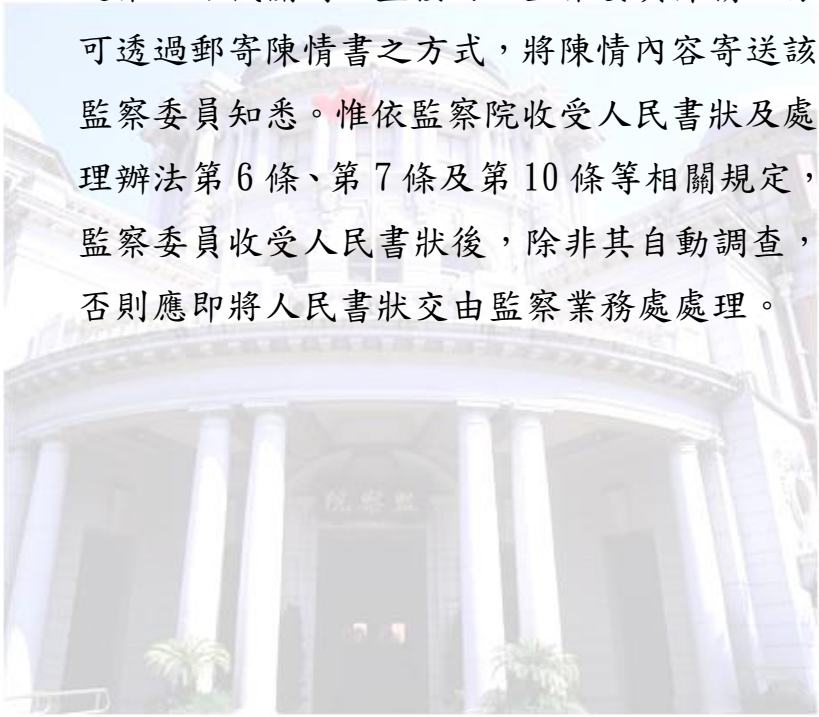 可透過郵寄陳情書之方式，將陳情內容寄送該
監察委員知悉。惟依監察院收受人民書狀及處
理辦法第 6 條、第 7 條及第 10 條等相關規定，
監察委員收受人民書狀後，除非其自動調查，
否則應即將人民書狀交由監察業務處處理。
院察監